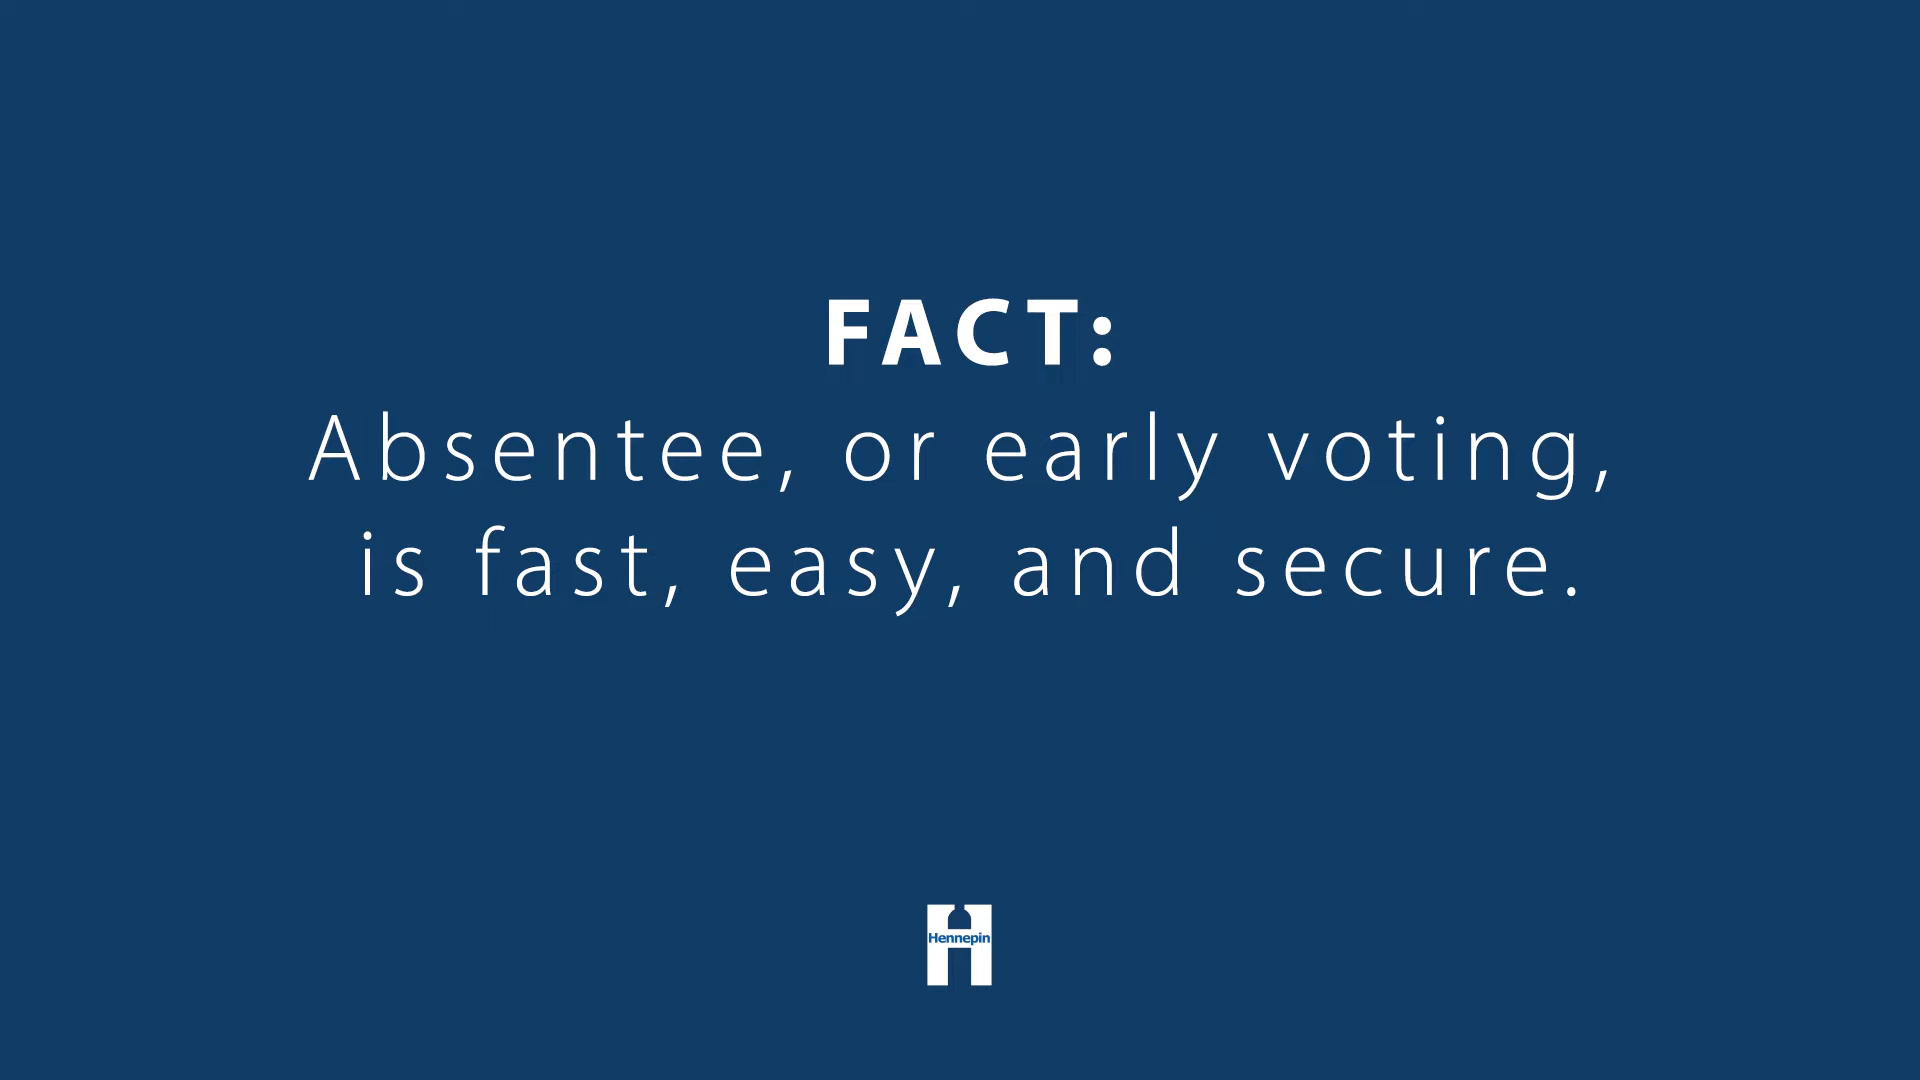 FACT:
Absentee, or early voting,
is fast, easy, and secure.
Hennepin